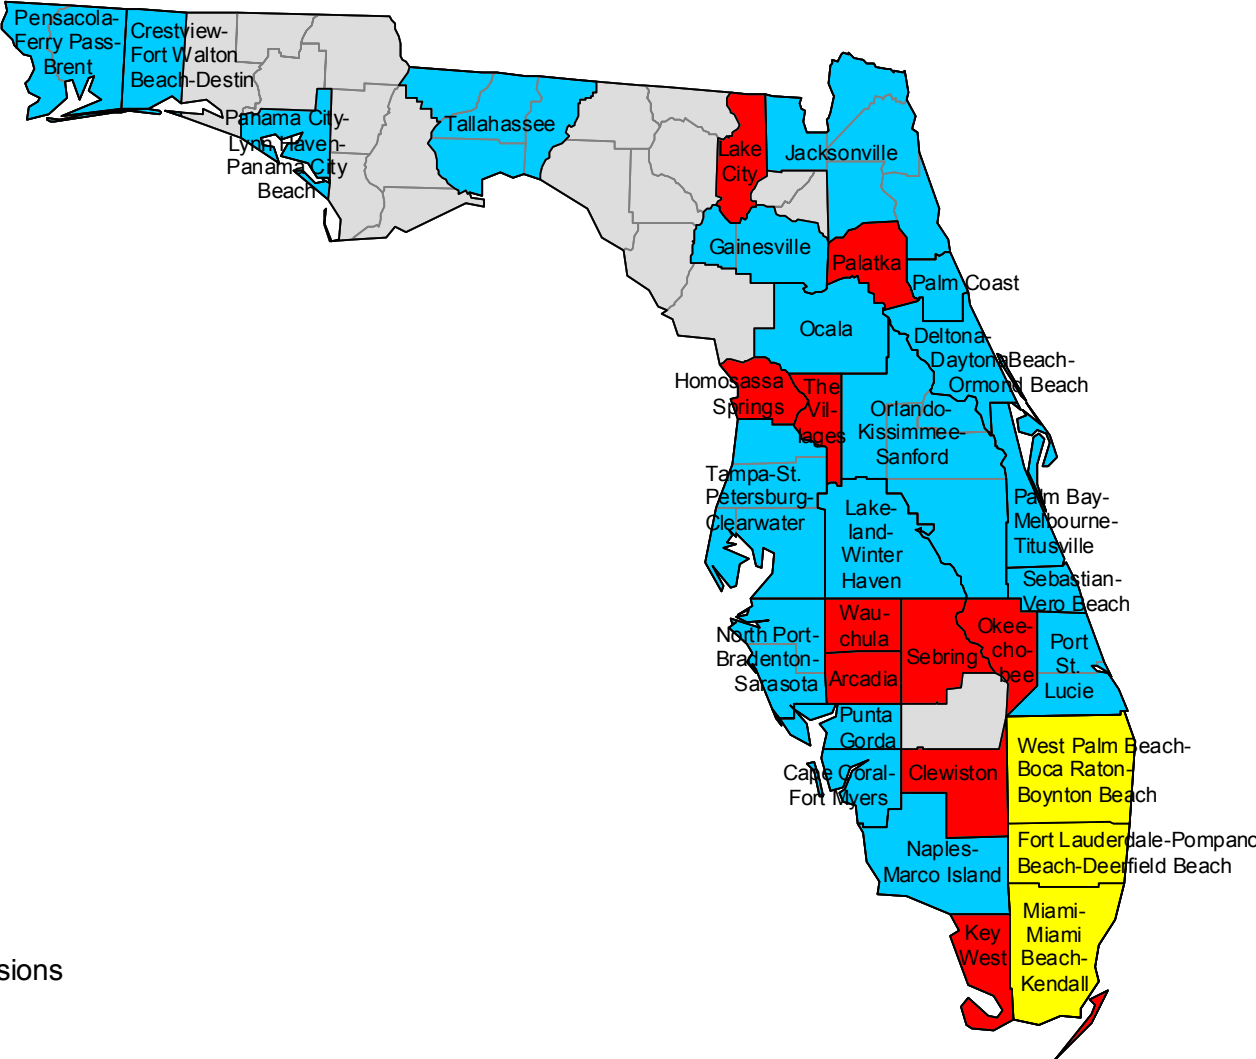 Pensacola-
Ferry Pass-
Brent
Crestview-
Fort Walton
Beach-Destin
Panama City-
Lynn Haven-
Panama City
Beach
Tallahassee
Lake
City
Jacksonville
Gainesville
Palatka
Palm Coast
Ocala
Deltona-
DaytonaBeach-
Ormond Beach
Homosassa
Springs
The
Vil-
lages
Orlando-
Kissimmee-
Sanford
Tampa-St.
Petersburg-
Clearwater
Lake-
land-
Winter
Haven
Palm Bay-
Melbourne-
Titusville
Sebastian-
Vero Beach
North Port-
Bradenton-
Sarasota
Wau-
chula
Arcadia
Sebring
Okee-
cho-
bee
Port
St.
Lucie
Punta
Gorda
Cape Coral-
Fort Myers
Clewiston
West Palm Beach-
Boca Raton-
Boynton Beach
Fort Lauderdale-Pompano
Beach-Deerfield Beach
Naples-
Marco Island
Miami-
Miami
Beach-
Kendall
Key
West
sions